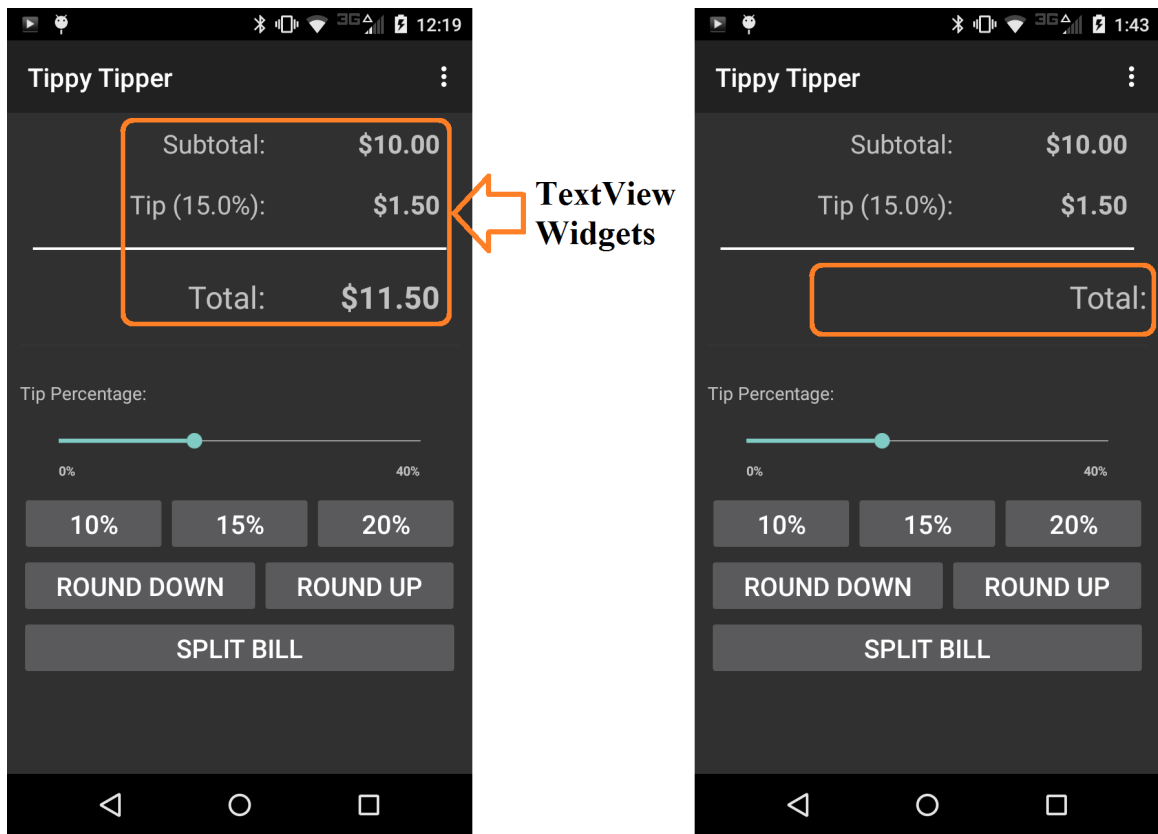 3G 12:19
Tippy Tipper
Subtotal: $10.00
Tip (15.0%): $1.50
Total: $11.50
Tip Percentage:
0% 40%
10% 15% 20%
ROUND DOWN ROUND UP
SPLIT BILL
TextView
Widgets
3G 1:43
Tippy Tipper
Subtotal: $10.00
Tip (15.0%): $1.50
Total:
Tip Percentage:
0% 40%
10% 15% 20%
ROUND DOWN ROUND UP
SPLIT BILL